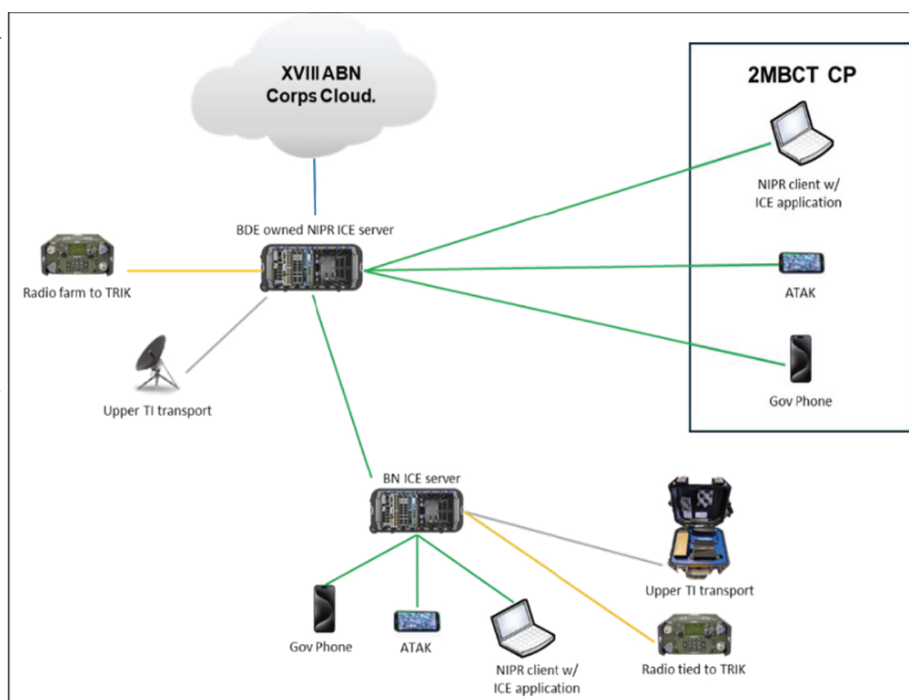 XVIII ABN
Corps Cloud.
2MBCT CP
NIPR client w/
ICE application
BDE owned NIPR ICE server
Radio farm to TRIK
ATAK
Upper TI transport
Gov Phone
BN ICE server
Upper TI transport
Gov Phone
ATAK
NIPR client w/
ICE application
Radio tied to TRIK